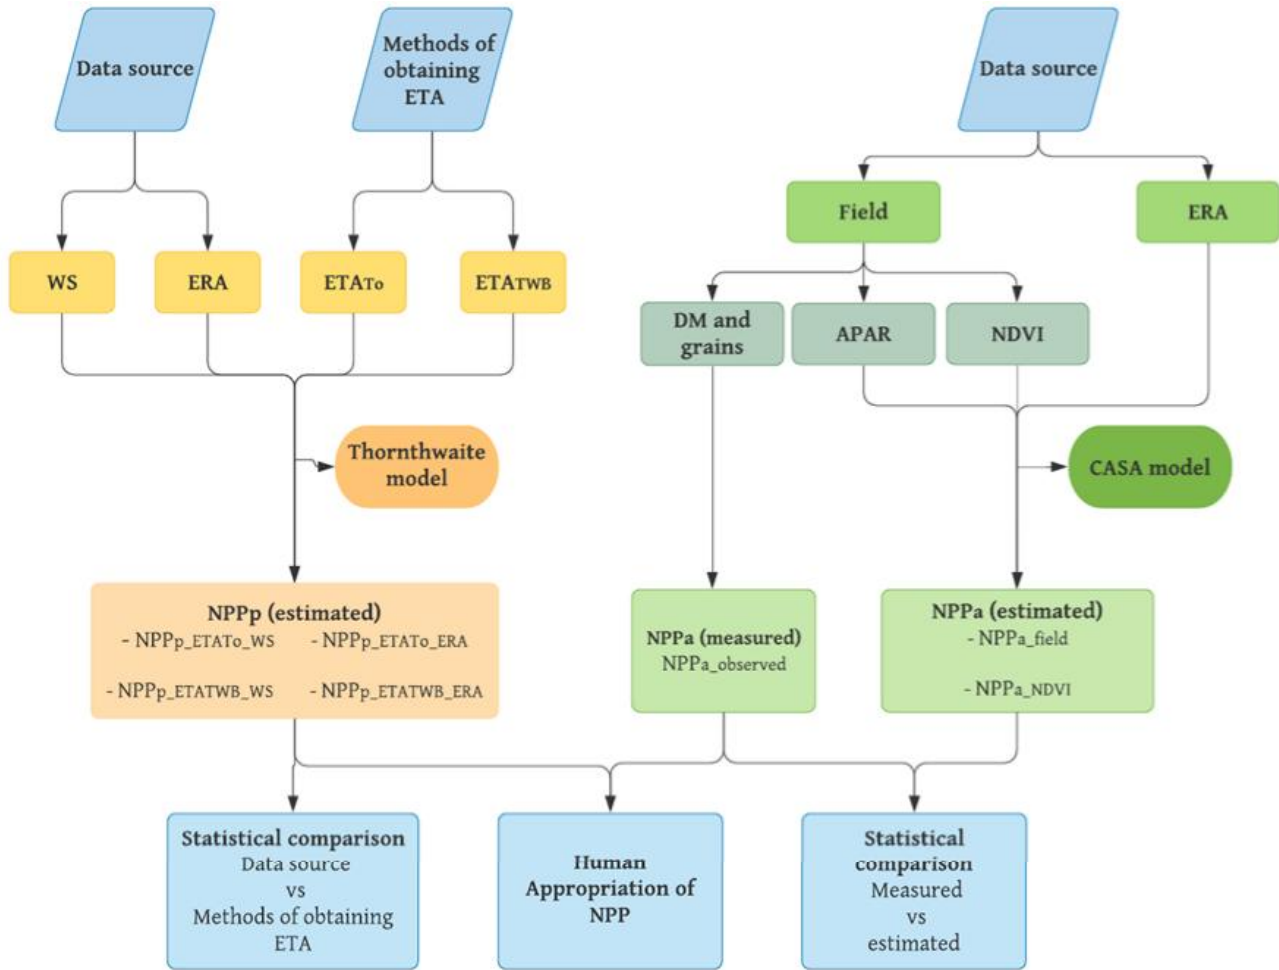 Data source
Methods of
obtaining
ETA
Data source
Field
ERA
WS
ERA
ETATo
ETATWB
DM and
grains
APAR
NDVI
Thornthwaite
model
CASA model
NPPp (estimated)
- NPPp_ETATo_WS - NPPp_ETATo_ERA
- NPPp_ETATWB_WS - NPPp_ETATWB_ERA
NPPa (measured)
NPPa_observed
NPPa (estimated)
- NPPa_field
- NPPa_NDVI
Statistical comparison
Data source
vs
Methods of obtaining
ETA
Human
Appropriation of
NPP
Statistical
comparison
Measured
vs
estimated